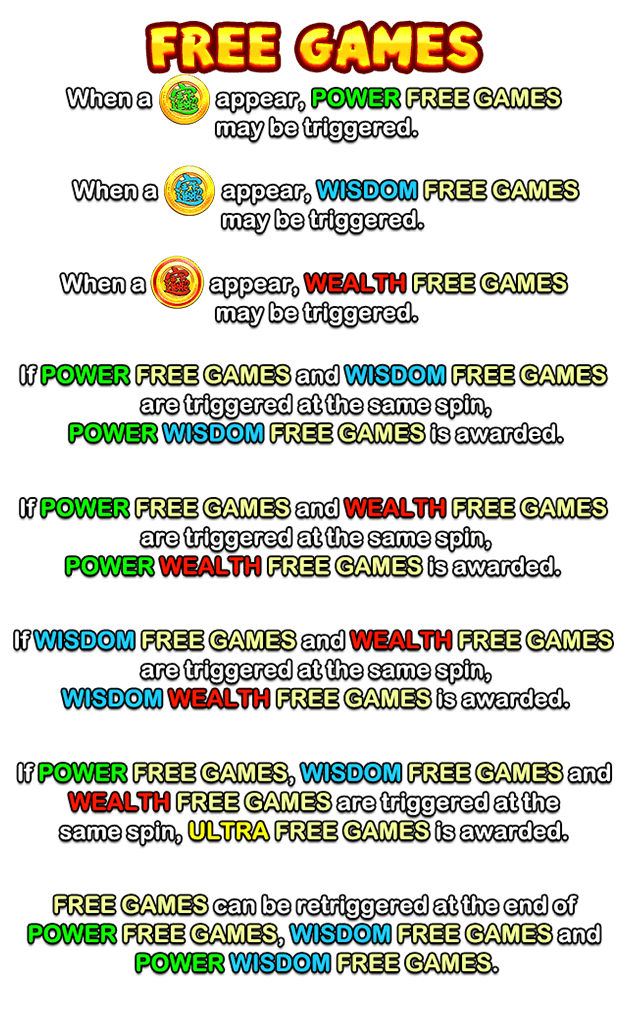 FREE GAMES
When a appear, POWER FREE GAMES
may be triggered.
When a appear, WISDOM FREE GAMES
may be triggered.
When a appear, WEALTH FREE GAMES
may be triggered.
If POWER FREE GAMES and WISDOM FREE GAMES
are triggered at the same spin,
POWER WISDOM FREE GAMES is awarded.
If POWER FREE GAMES and WEALTH FREE GAMES
are triggered at the same spin,
POWER WEALTH FREE GAMES is awarded.
If WISDOM FREE GAMES and WEALTH FREE GAMES
are triggered at the same spin,
WISDOM WEALTH FREE GAMES is awarded.
If POWER FREE GAMES, WISDOM FREE GAMES and
WEALTH FREE GAMES are triggered at the
same spin, ULTRA FREE GAMES is awarded.
FREE GAMES can be retriggered at the end of
POWER FREE GAMES, WISDOM FREE GAMES and
POWER WISDOM FREE GAMES.